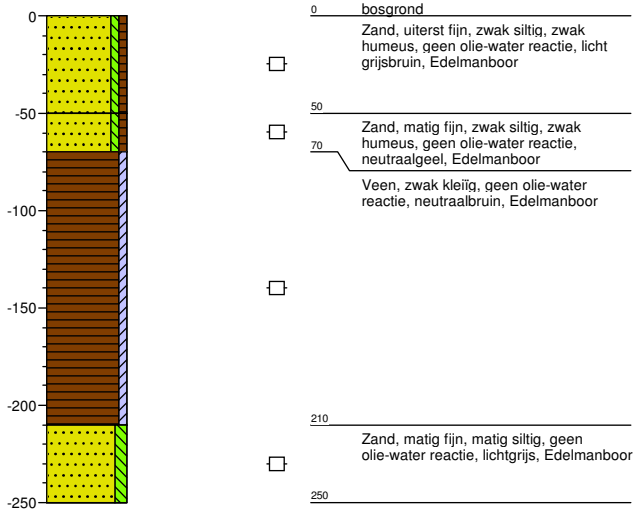 0
0
bosgrond
Zand, uiterst fijn, zwak siltig, zwak
humeus, geen olie-water reactie, licht
grijsbruin, Edelmanboor
-50
50
Zand, matig fijn, zwak siltig, zwak
humeus, geen olie-water reactie,
neutraalgeel, Edelmanboor
70
Veen, zwak kleiïg, geen olie-water
reactie, neutraalbruin, Edelmanboor
-100
-150
-200
210
Zand, matig fijn, matig siltig, geen
olie-water reactie, lichtgrijs, Edelmanboor
-250
250